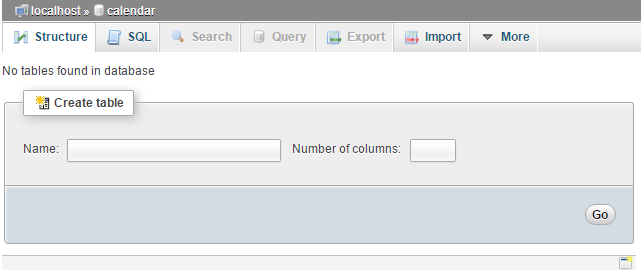 localhost » calendar
Structure SQL Search Query Export Import More
No tables found in database
Create table
Name: Number of columns:
Go